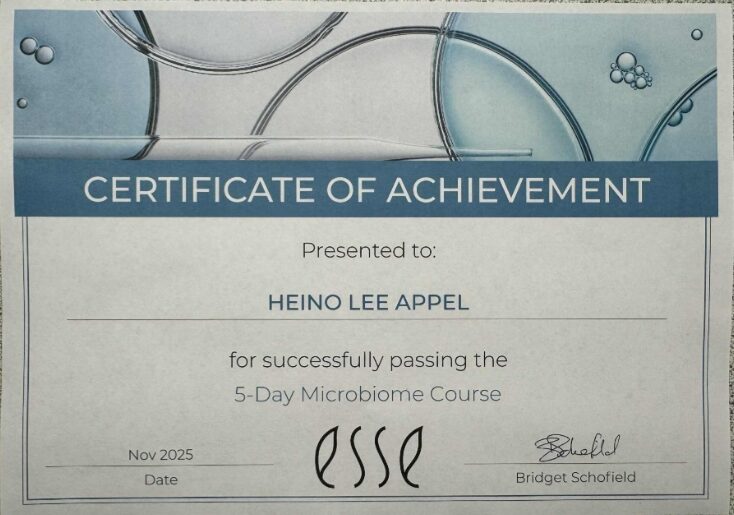 CERTIFICATE OF ACHIEVEMENT
Presented to:
HEINO LEE APPEL
for successfully passing the
5-Day Microbiome Course
Nov 2025
Date
esse
Bridget Schofield